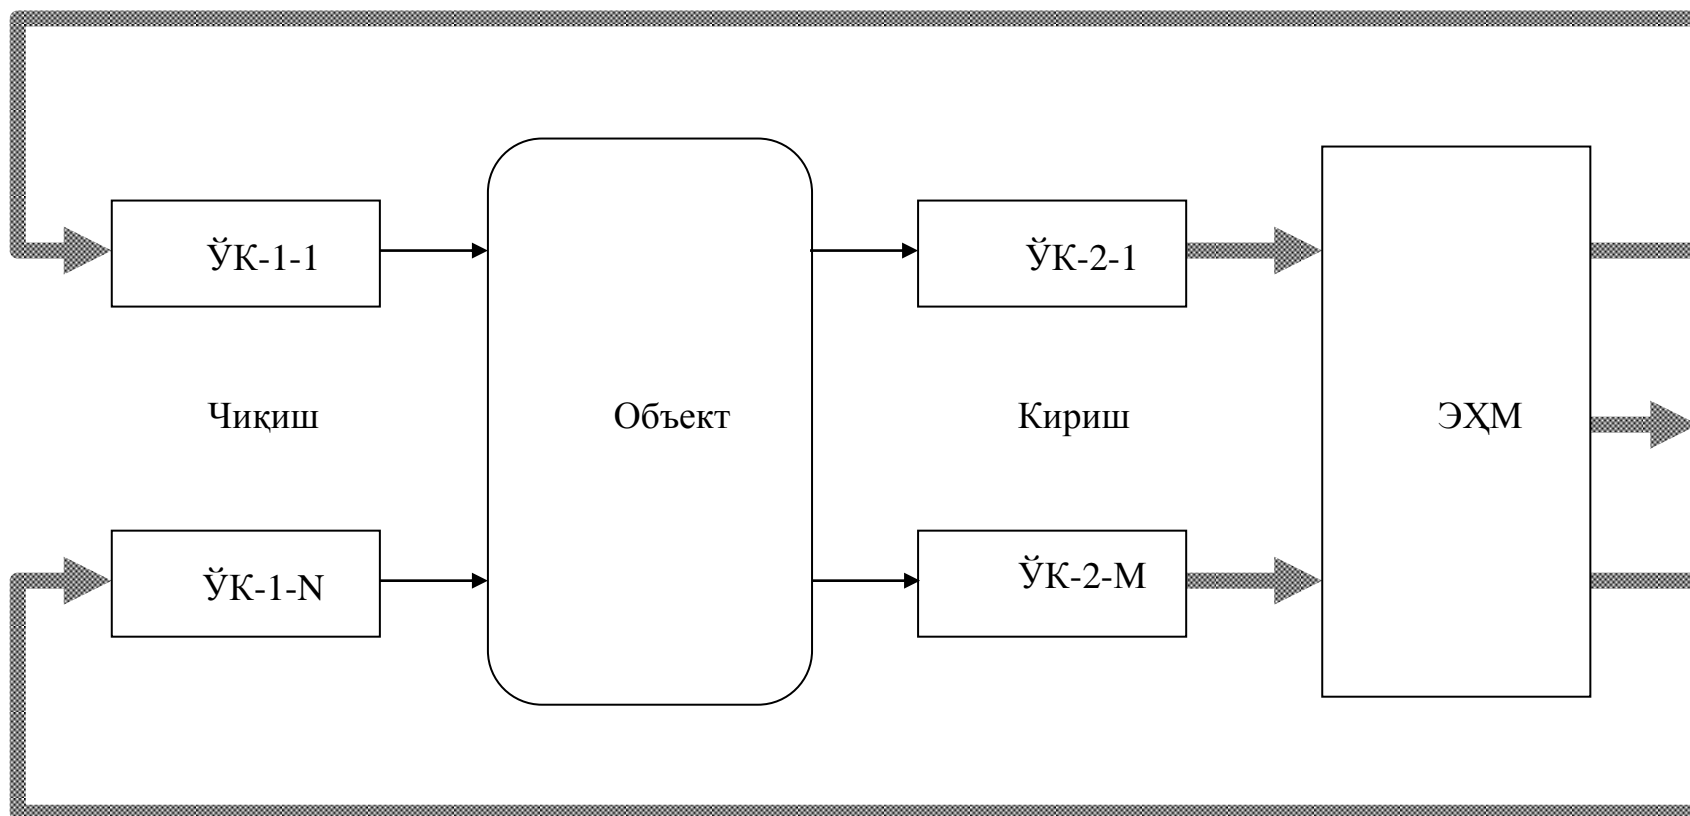 ЎК-1-1
ЎК-2-1
Чиқиш
Объект
Кириш
ЭҲМ
ЎК-1-N
ЎК-2-M